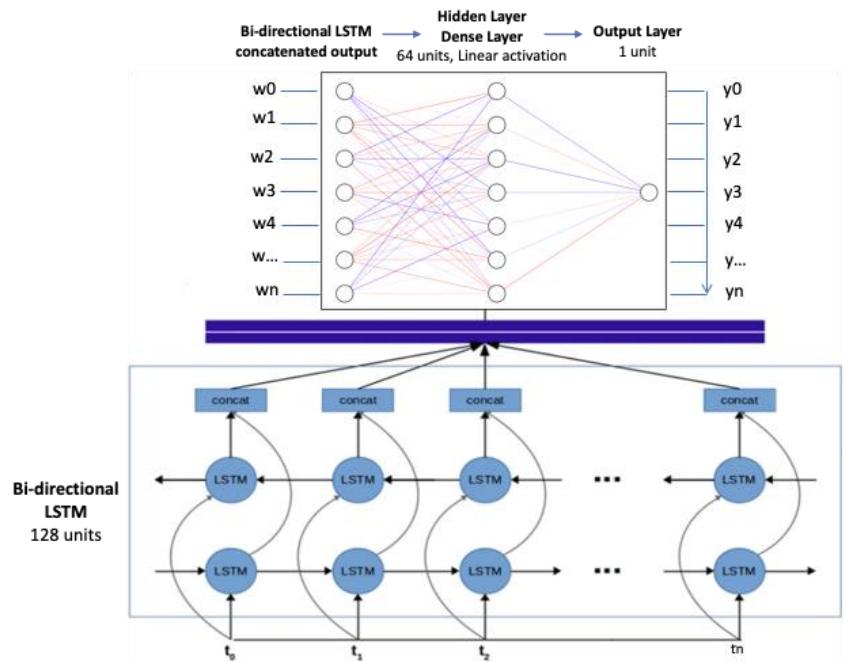 Bi-directional LSTM
concatenated output
Hidden Layer
Dense Layer
64 units, Linear activation
Output Layer
1 unit
w0
w1
w2
w3
w4
w...
wn
y0
y1
y2
y3
y4
y...
yn
concat concat concat concat
LSTM LSTM LSTM ... LSTM
Bi-directional
LSTM
128 units
LSTM LSTM LSTM ... LSTM
t0 t1 t2 tn